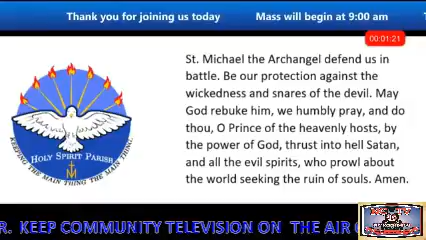 Thank you for joining us today Mass will begin at 9:00 am
00:01:21
St. Michael the Archangel defend us in
battle. Be our protection against the
wickedness and snares of the devil. May
God rebuke him, we humbly pray, and do
thou, O Prince of the heavenly hosts, by
the power of God, thrust into hell Satan,
and all the evil spirits, who prowl about
the world seeking the ruin of souls. Amen.
HOLY SPIRIT PARISH
KEEPING THE MAIN THING THE MAIN THING
R. KEEP COMMUNITY TELEVISION ON THE AIR